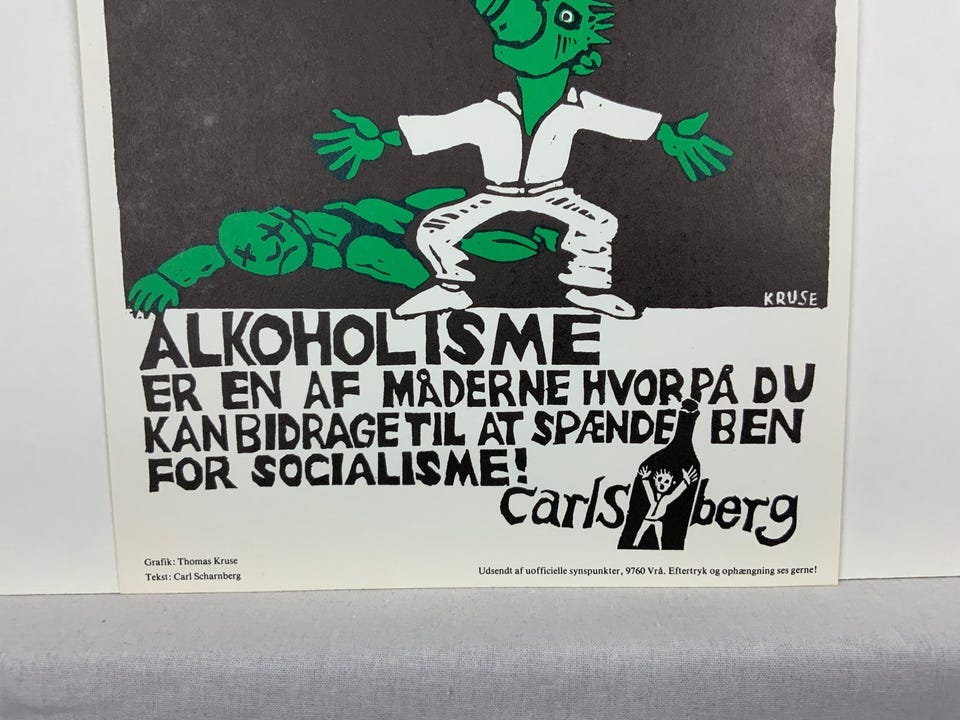 KRUSE
ALKOHOLISME
ER EN AF MÅDERNE HVORPÅ DU
KAN BIDRAGE TIL AT SPÆNDE BEN
FOR SOCIALISME!
Carlsberg
Grafik: Thomas Kruse
Tekst: Carl Scharnberg
Udsendt af uofficielle synspunkter, 9760 Vrå. Eftertryk og ophængning ses gerne!